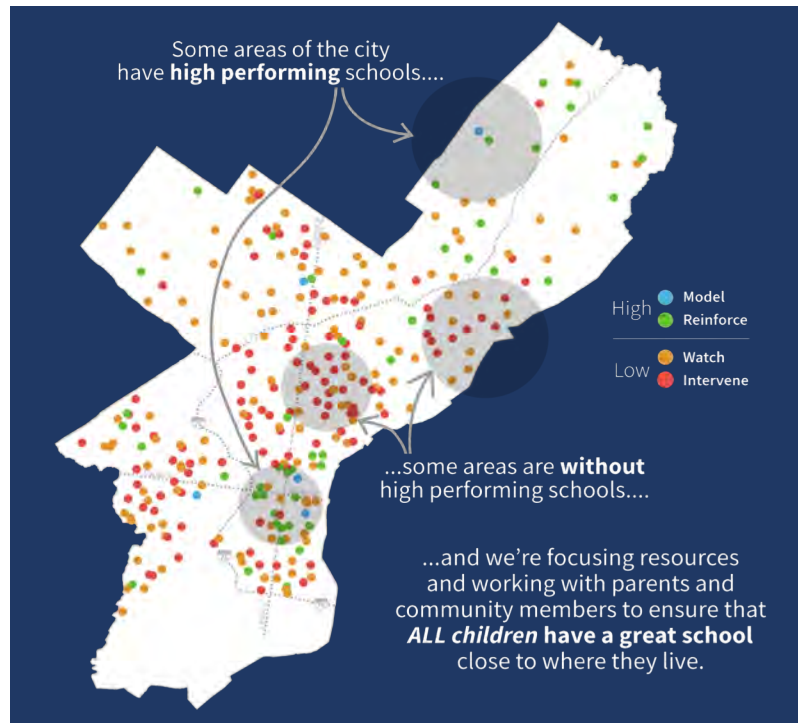 Some areas of the city
have high performing schools....
High
Model
Reinforce
Low
Watch
Intervene
...some areas are without
high performing schools....
...and we’re focusing resources
and working with parents and
community members to ensure that
ALL children have a great school
close to where they live.